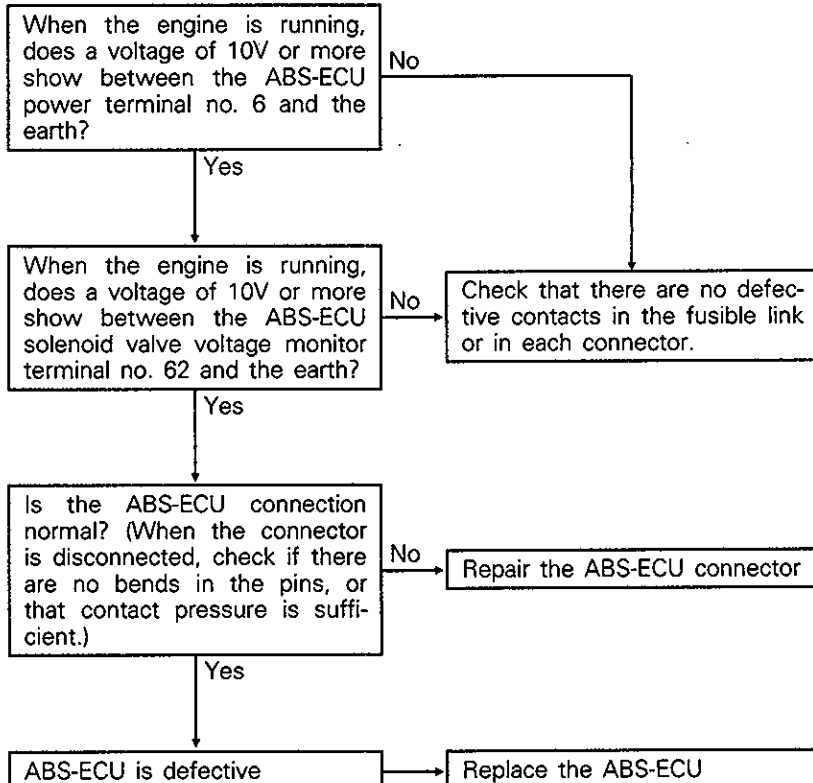 When the engine is running,
does a voltage of 10V or more
show between the ABS-ECU
power terminal no. 6 and the
earth?
No
Yes
When the engine is running,
does a voltage of 10V or more
show between the ABS-ECU
solenoid valve voltage monitor
terminal no. 62 and the earth?
No
Check that there are no defec-
tive contacts in the fusible link
or in each connector.
Yes
Is the ABS-ECU connection
normal? (When the connector
is disconnected, check if there
are no bends in the pins, or
that contact pressure is suffi-
cient.)
No
Repair the ABS-ECU connector
Yes
ABS-ECU is defective
Replace the ABS-ECU